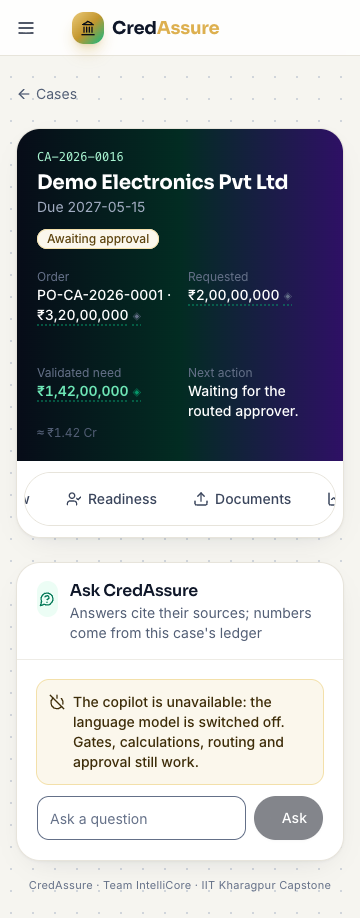 CredAssure
Cases
CA-2026-0016
Demo Electronics Pvt Ltd
Due 2027-05-15
Awaiting approval
Order
PO-CA-2026-0001 ·
₹3,20,00,000
Requested
₹2,00,00,000
Validated need
₹1,42,00,000
≈ ₹1.42 Cr
Next action
Waiting for the
routed approver.
Readiness
Documents
Ask CredAssure
Answers cite their sources; numbers
come from this case's ledger
The copilot is unavailable: the
language model is switched off.
Gates, calculations, routing and
approval still work.
Ask a question
Ask
CredAssure · Team IntelliCore · IIT Kharagpur Capstone